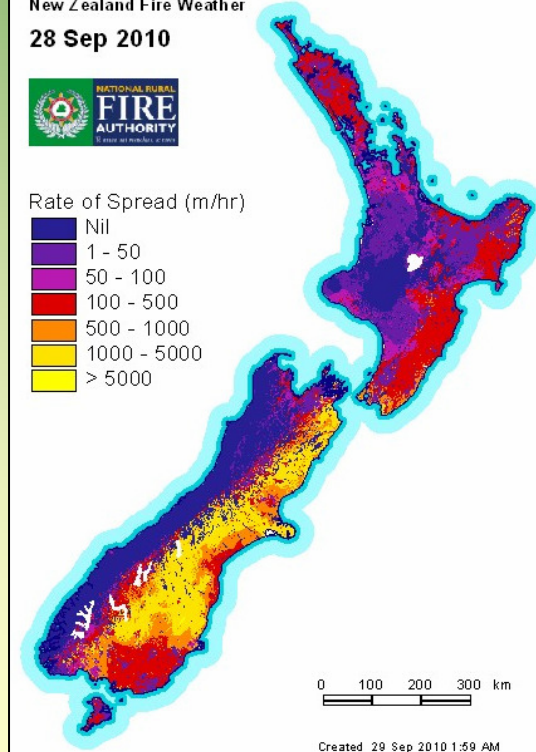 New Zealand Fire Weather
28 Sep 2010
NATIONAL RURAL
FIRE
AUTHORITY
Rate of Spread (m/hr)
Nil
1 - 50
50 - 100
100 - 500
500 - 1000
1000 - 5000
> 5000
0 100 200 300 km
Created 29 Sep 2010 1:59 AM